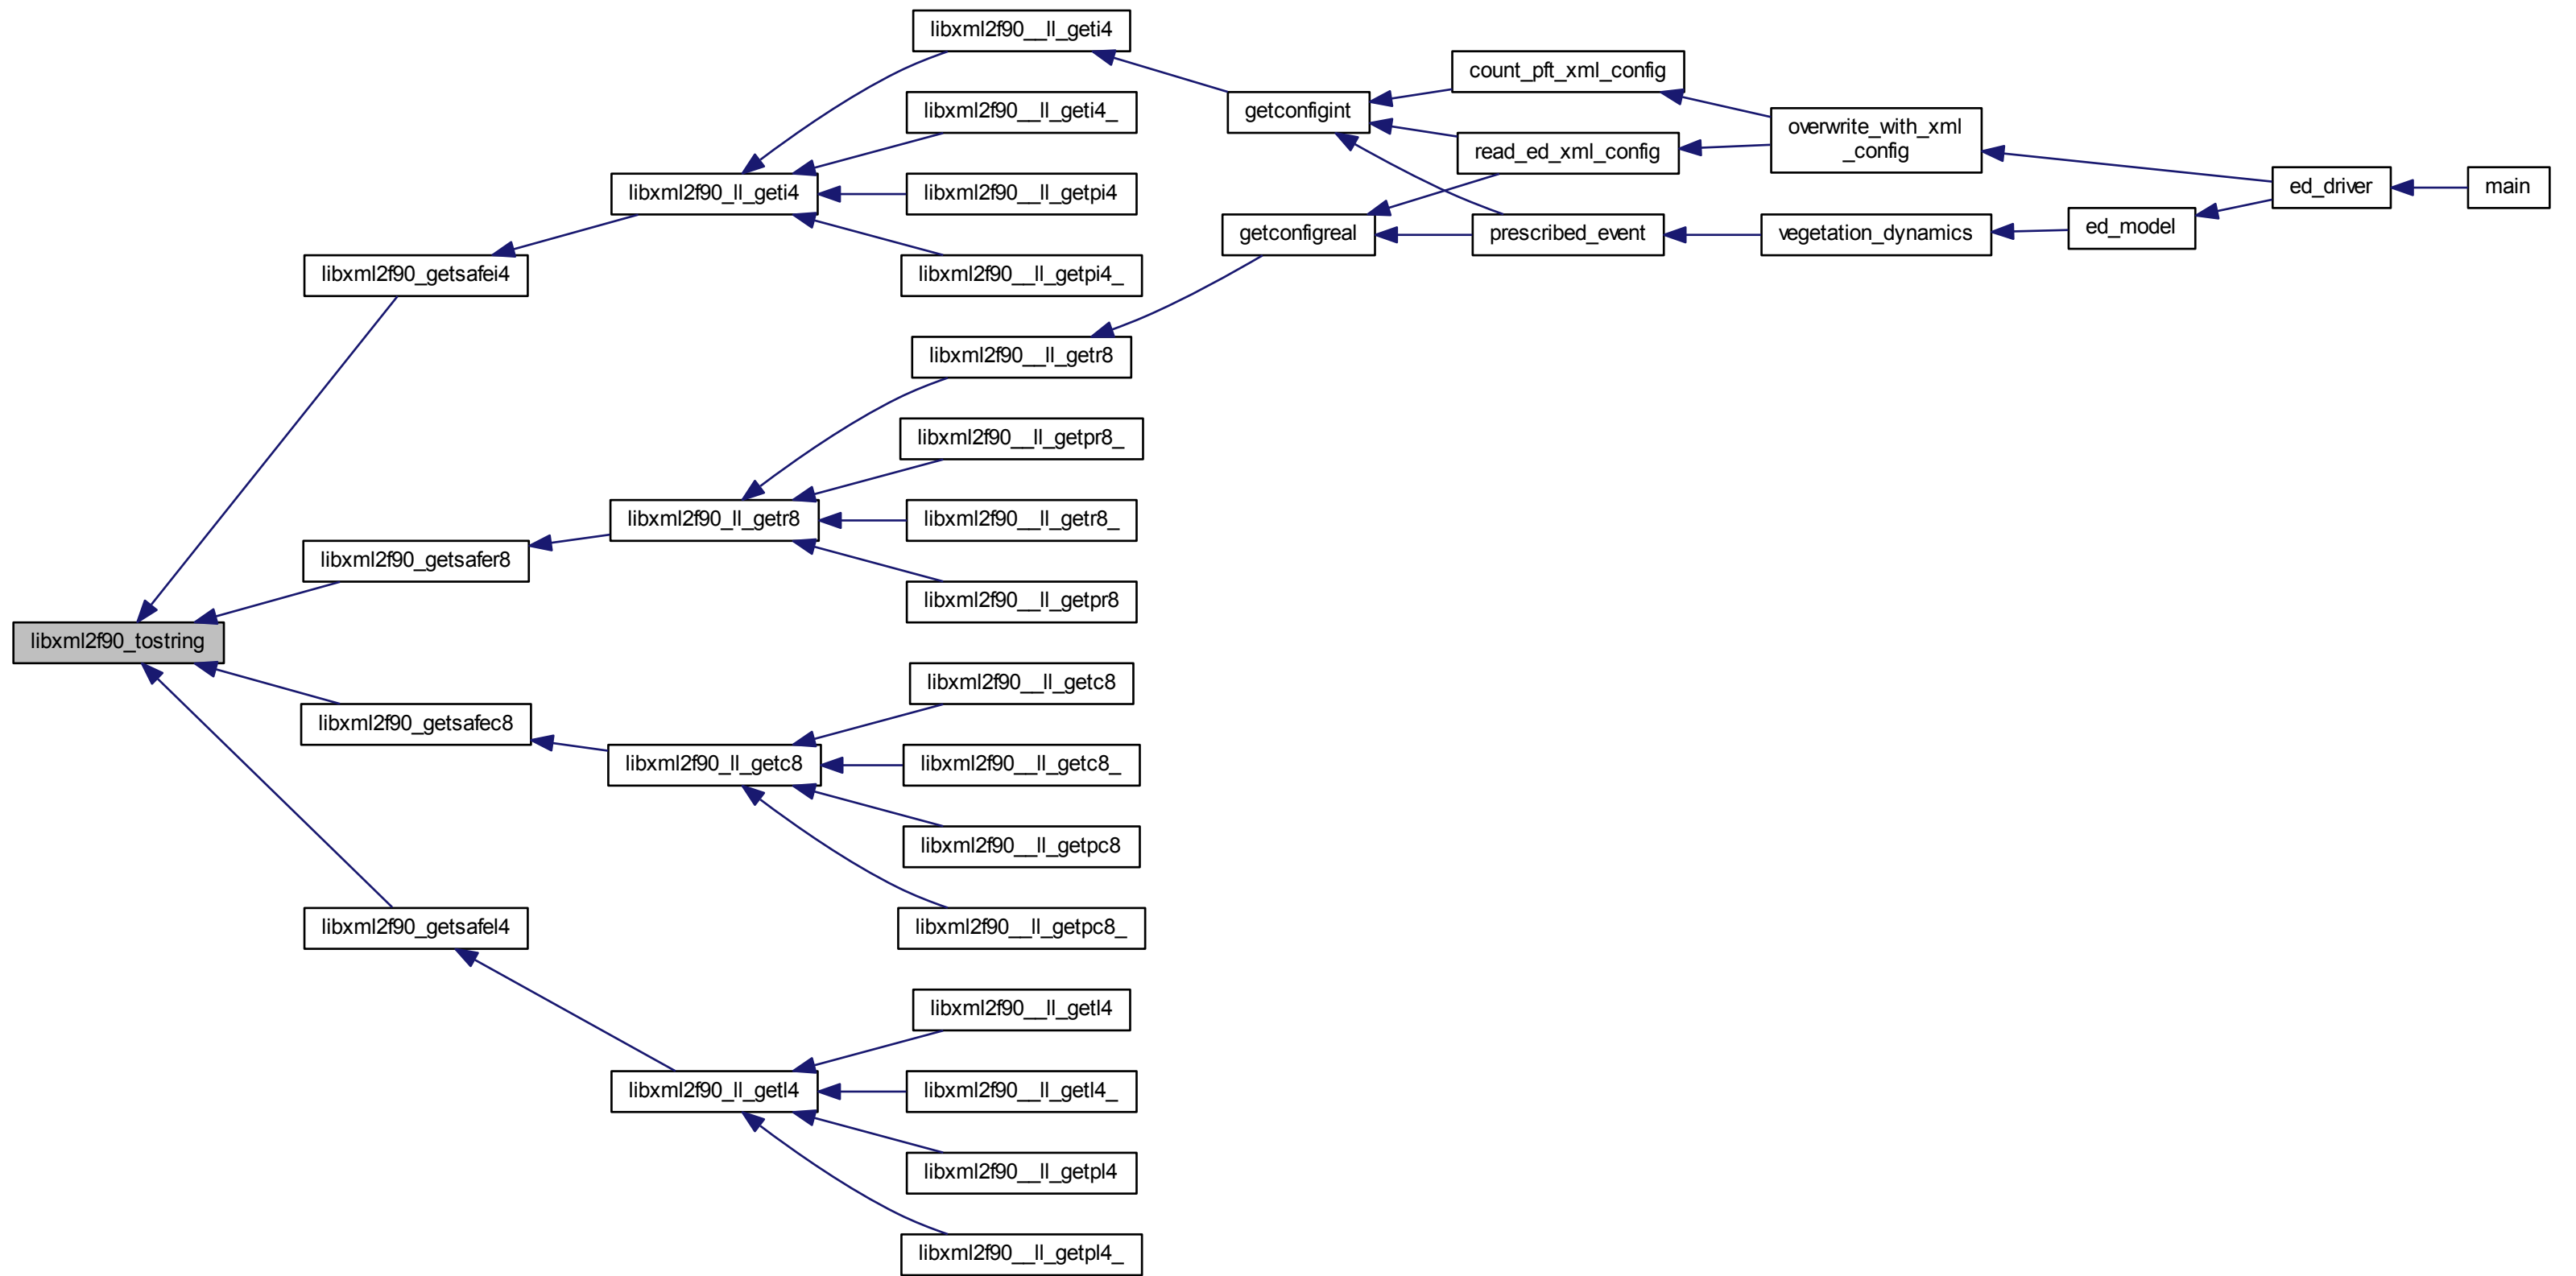 libxml2f90__ll_geti4
count_pft_xml_config
libxml2f90__ll_geti4_
getconfigint
overwrite_with_xml
_config
read_ed_xml_config
libxml2f90_ll_geti4
libxml2f90__ll_getpi4
ed_driver
main
getconfigreal
prescribed_event
vegetation_dynamics
ed_model
libxml2f90_getsafei4
libxml2f90__ll_getpi4_
libxml2f90__ll_getr8
libxml2f90__ll_getpr8_
libxml2f90_ll_getr8
libxml2f90__ll_getr8_
libxml2f90_getsafer8
libxml2f90__ll_getpr8
libxml2f90_tostring
libxml2f90__ll_getc8
libxml2f90_getsafec8
libxml2f90_ll_getc8
libxml2f90__ll_getc8_
libxml2f90__ll_getpc8
libxml2f90_getsafel4
libxml2f90__ll_getpc8_
libxml2f90__ll_getl4
libxml2f90_ll_getl4
libxml2f90__ll_getl4_
libxml2f90__ll_getpl4
libxml2f90__ll_getpl4_